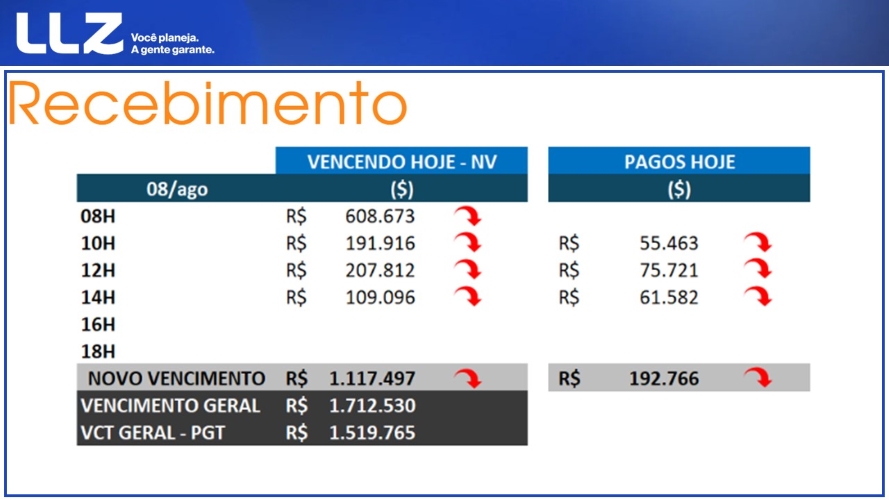 LLZ
Você planeja.
A gente garante.
Recebimento
VENCENDO HOJE - NV PAGOS HOJE
08/ago ($) ($)
08H R$ 608.673
10H R$ 191.916 R$ 55.463
12H R$ 207.812 R$ 75.721
14H R$ 109.096 R$ 61.582
16H
18H
NOVO VENCIMENTO R$ 1.117.497 R$ 192.766
VENCIMENTO GERAL R$ 1.712.530
VCT GERAL - PGT R$ 1.519.765